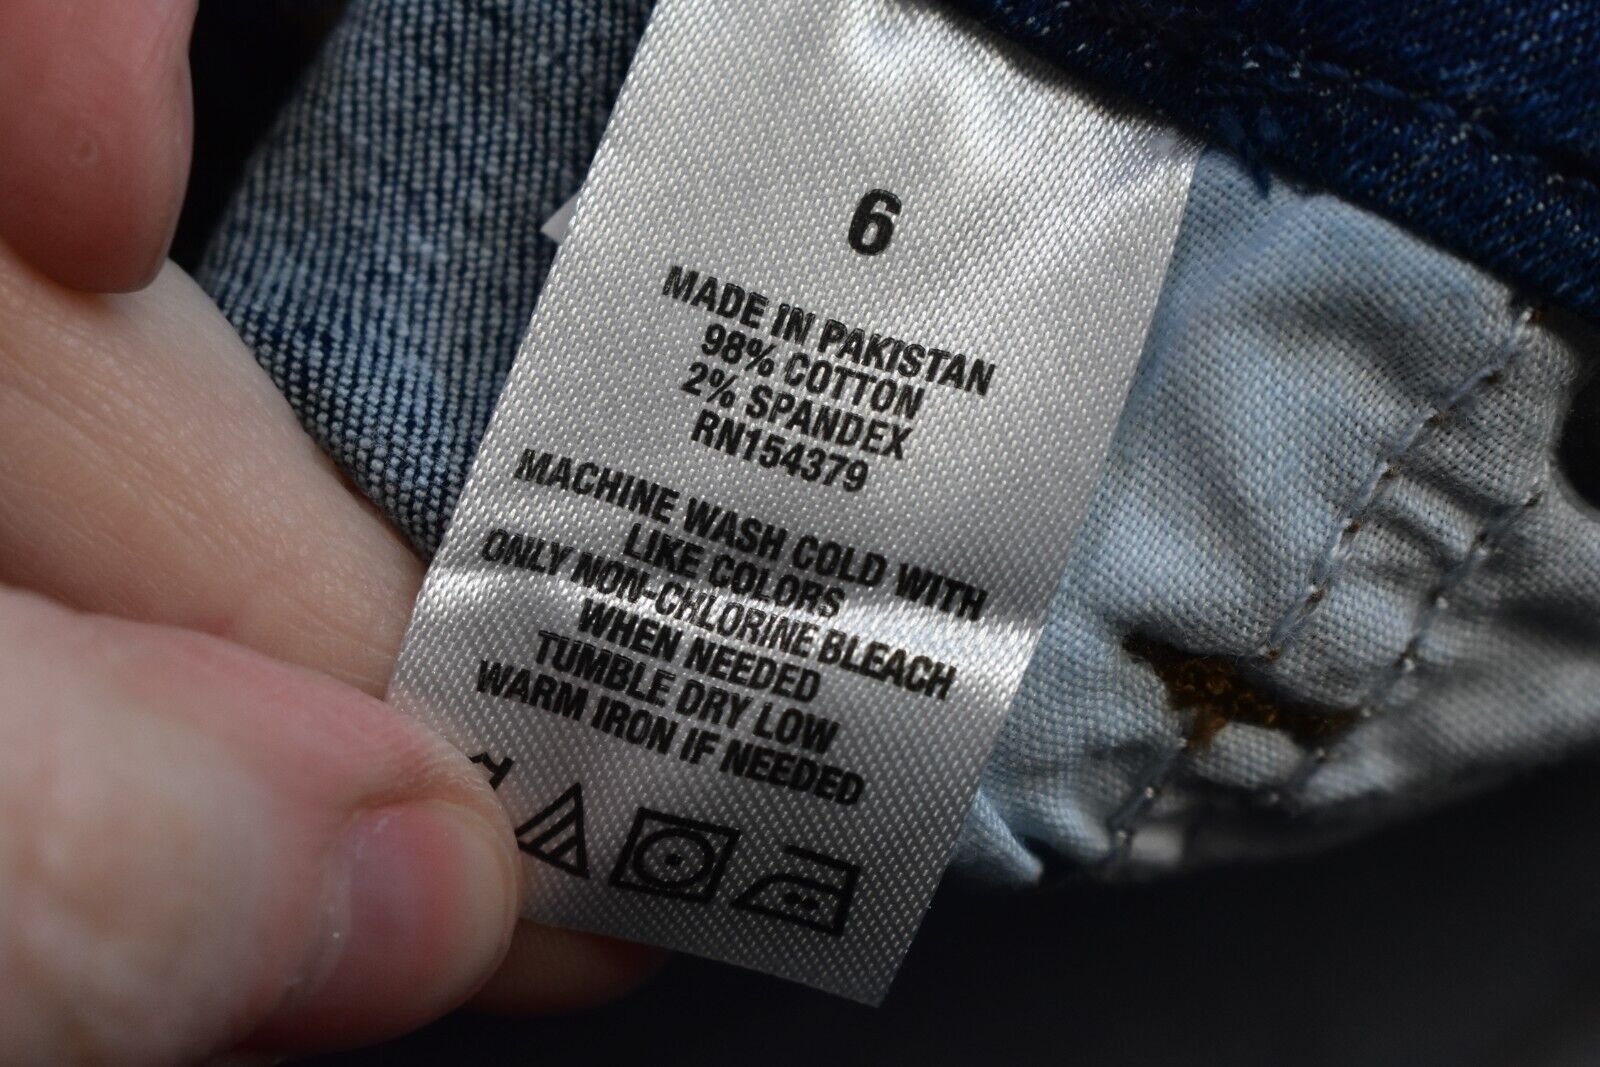 6
MADE IN PAKISTAN
98% COTTON
2% SPANDEX
RN154379
MACHINE WASH COLD WITH
LIKE COLORS
ONLY NON-CHLORINE BLEACH
WHEN NEEDED
TUMBLE DRY LOW
WARM IRON IF NEEDED